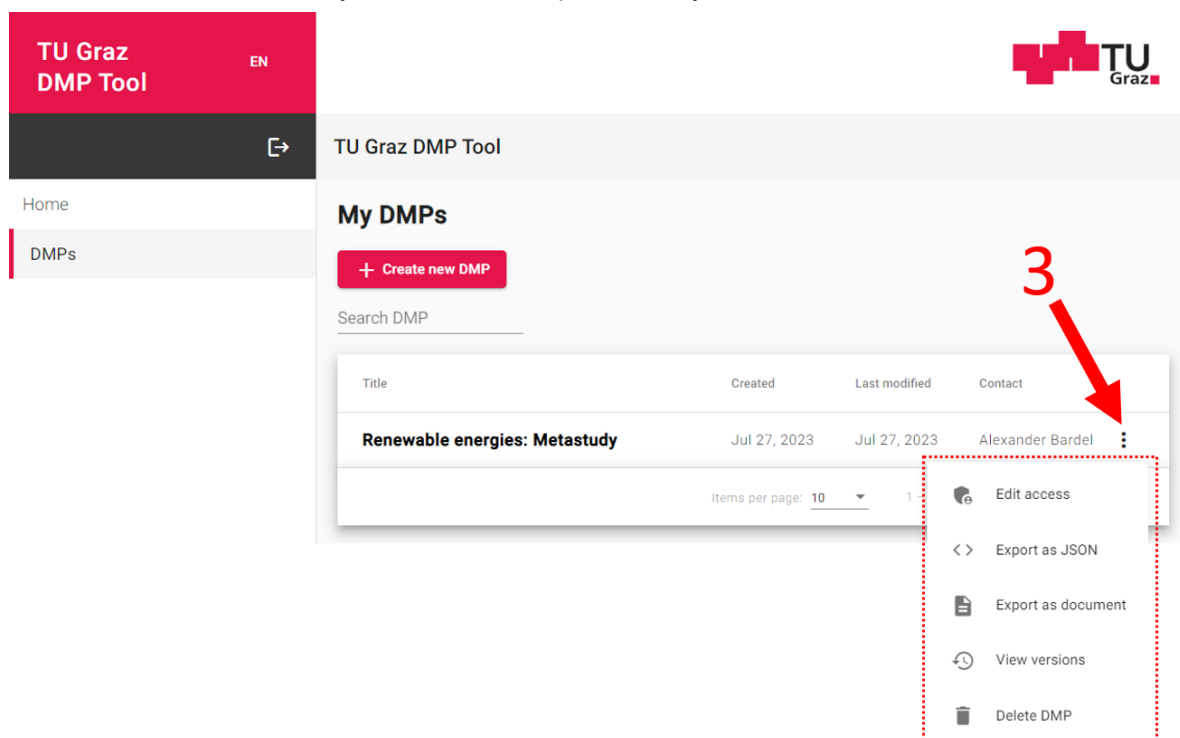 TU Graz
DMP Tool
EN
TU
Graz
TU Graz DMP Tool
Home
DMPs
My DMPs
+ Create new DMP
Search DMP
3
Title Created Last modified Contact
Renewable energies: Metastudy Jul 27, 2023 Jul 27, 2023 Alexander Bardel
Items per page: 10 1 –
Edit access
Export as JSON
Export as document
View versions
Delete DMP